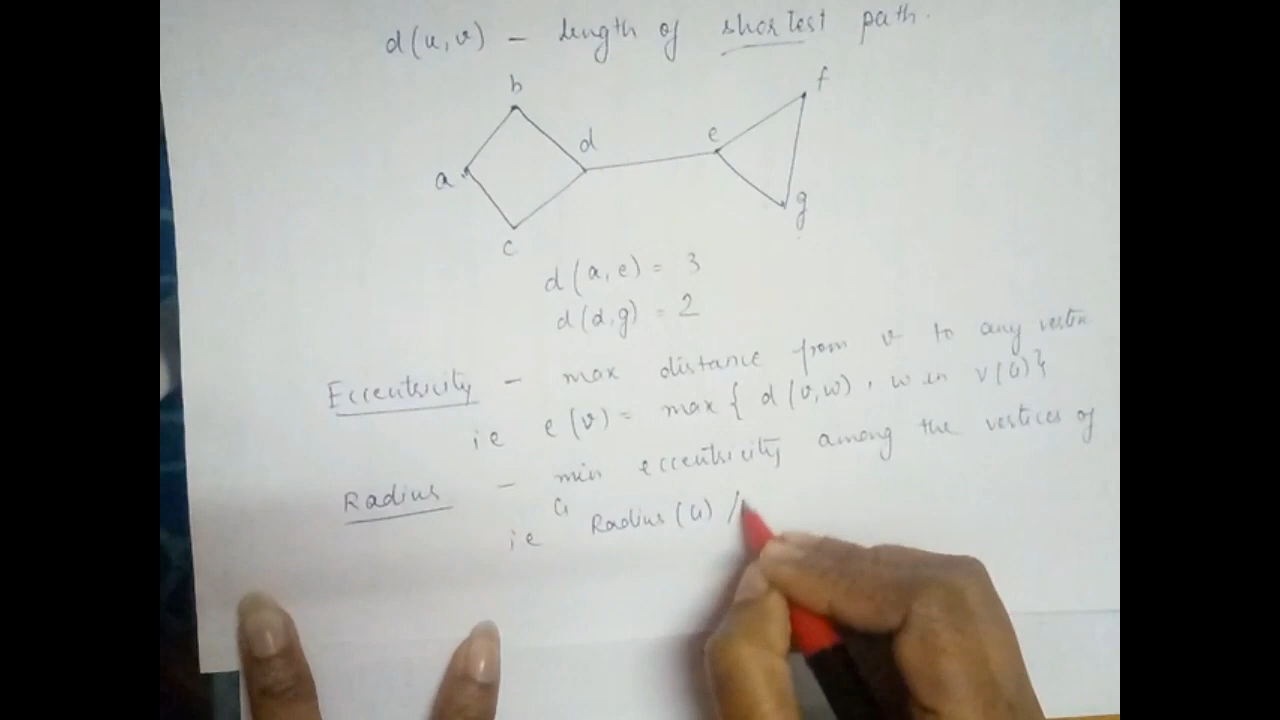 d(u,v) – length of shortest path.
b
f
d
e
a
g
c
d(a,e) = 3
d(d,g) = 2
Eccentricity – max distance from v to any vertex
ie e(v) = max { d(v,w), w in V(G)}
Radius – min eccentricity among the vertices of
G
ie Radius(G) /